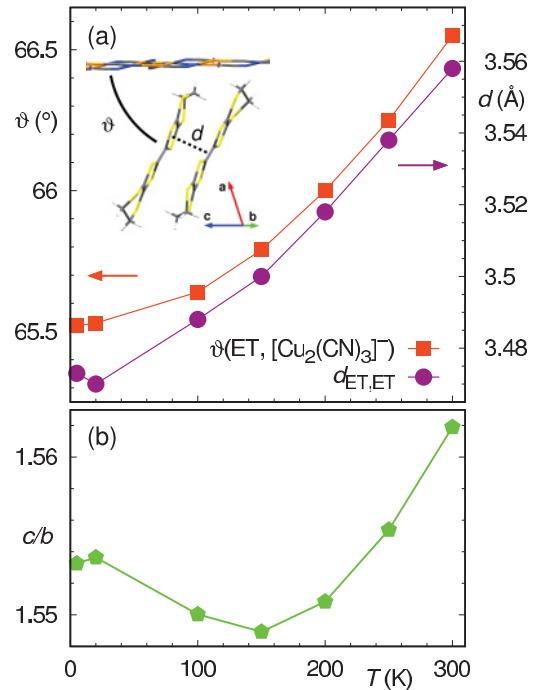 (a)
66.5
66
65.5
ϑ (°)
ϑ
d
a
c
b
3.56
d (Å)
3.54
3.52
3.5
3.48
ϑ(ET, [Cu₂(CN)₃]⁻)
d_ET,ET
(b)
1.56
c/b
1.55
0
100
200
T (K)
300